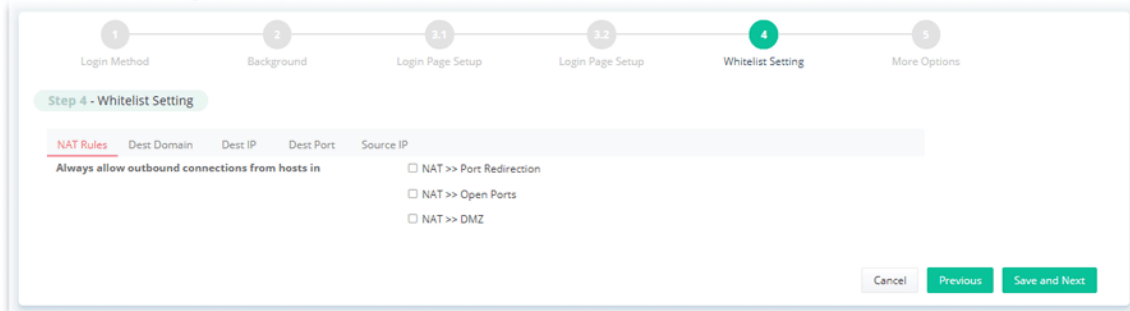 1 2 3.1 3.2 4 5
Login Method Background Login Page Setup Login Page Setup Whitelist Setting More Options
Step 4 - Whitelist Setting
NAT Rules Dest Domain Dest IP Dest Port Source IP
Always allow outbound connections from hosts in NAT >> Port Redirection
NAT >> Open Ports
NAT >> DMZ
Cancel Previous Save and Next